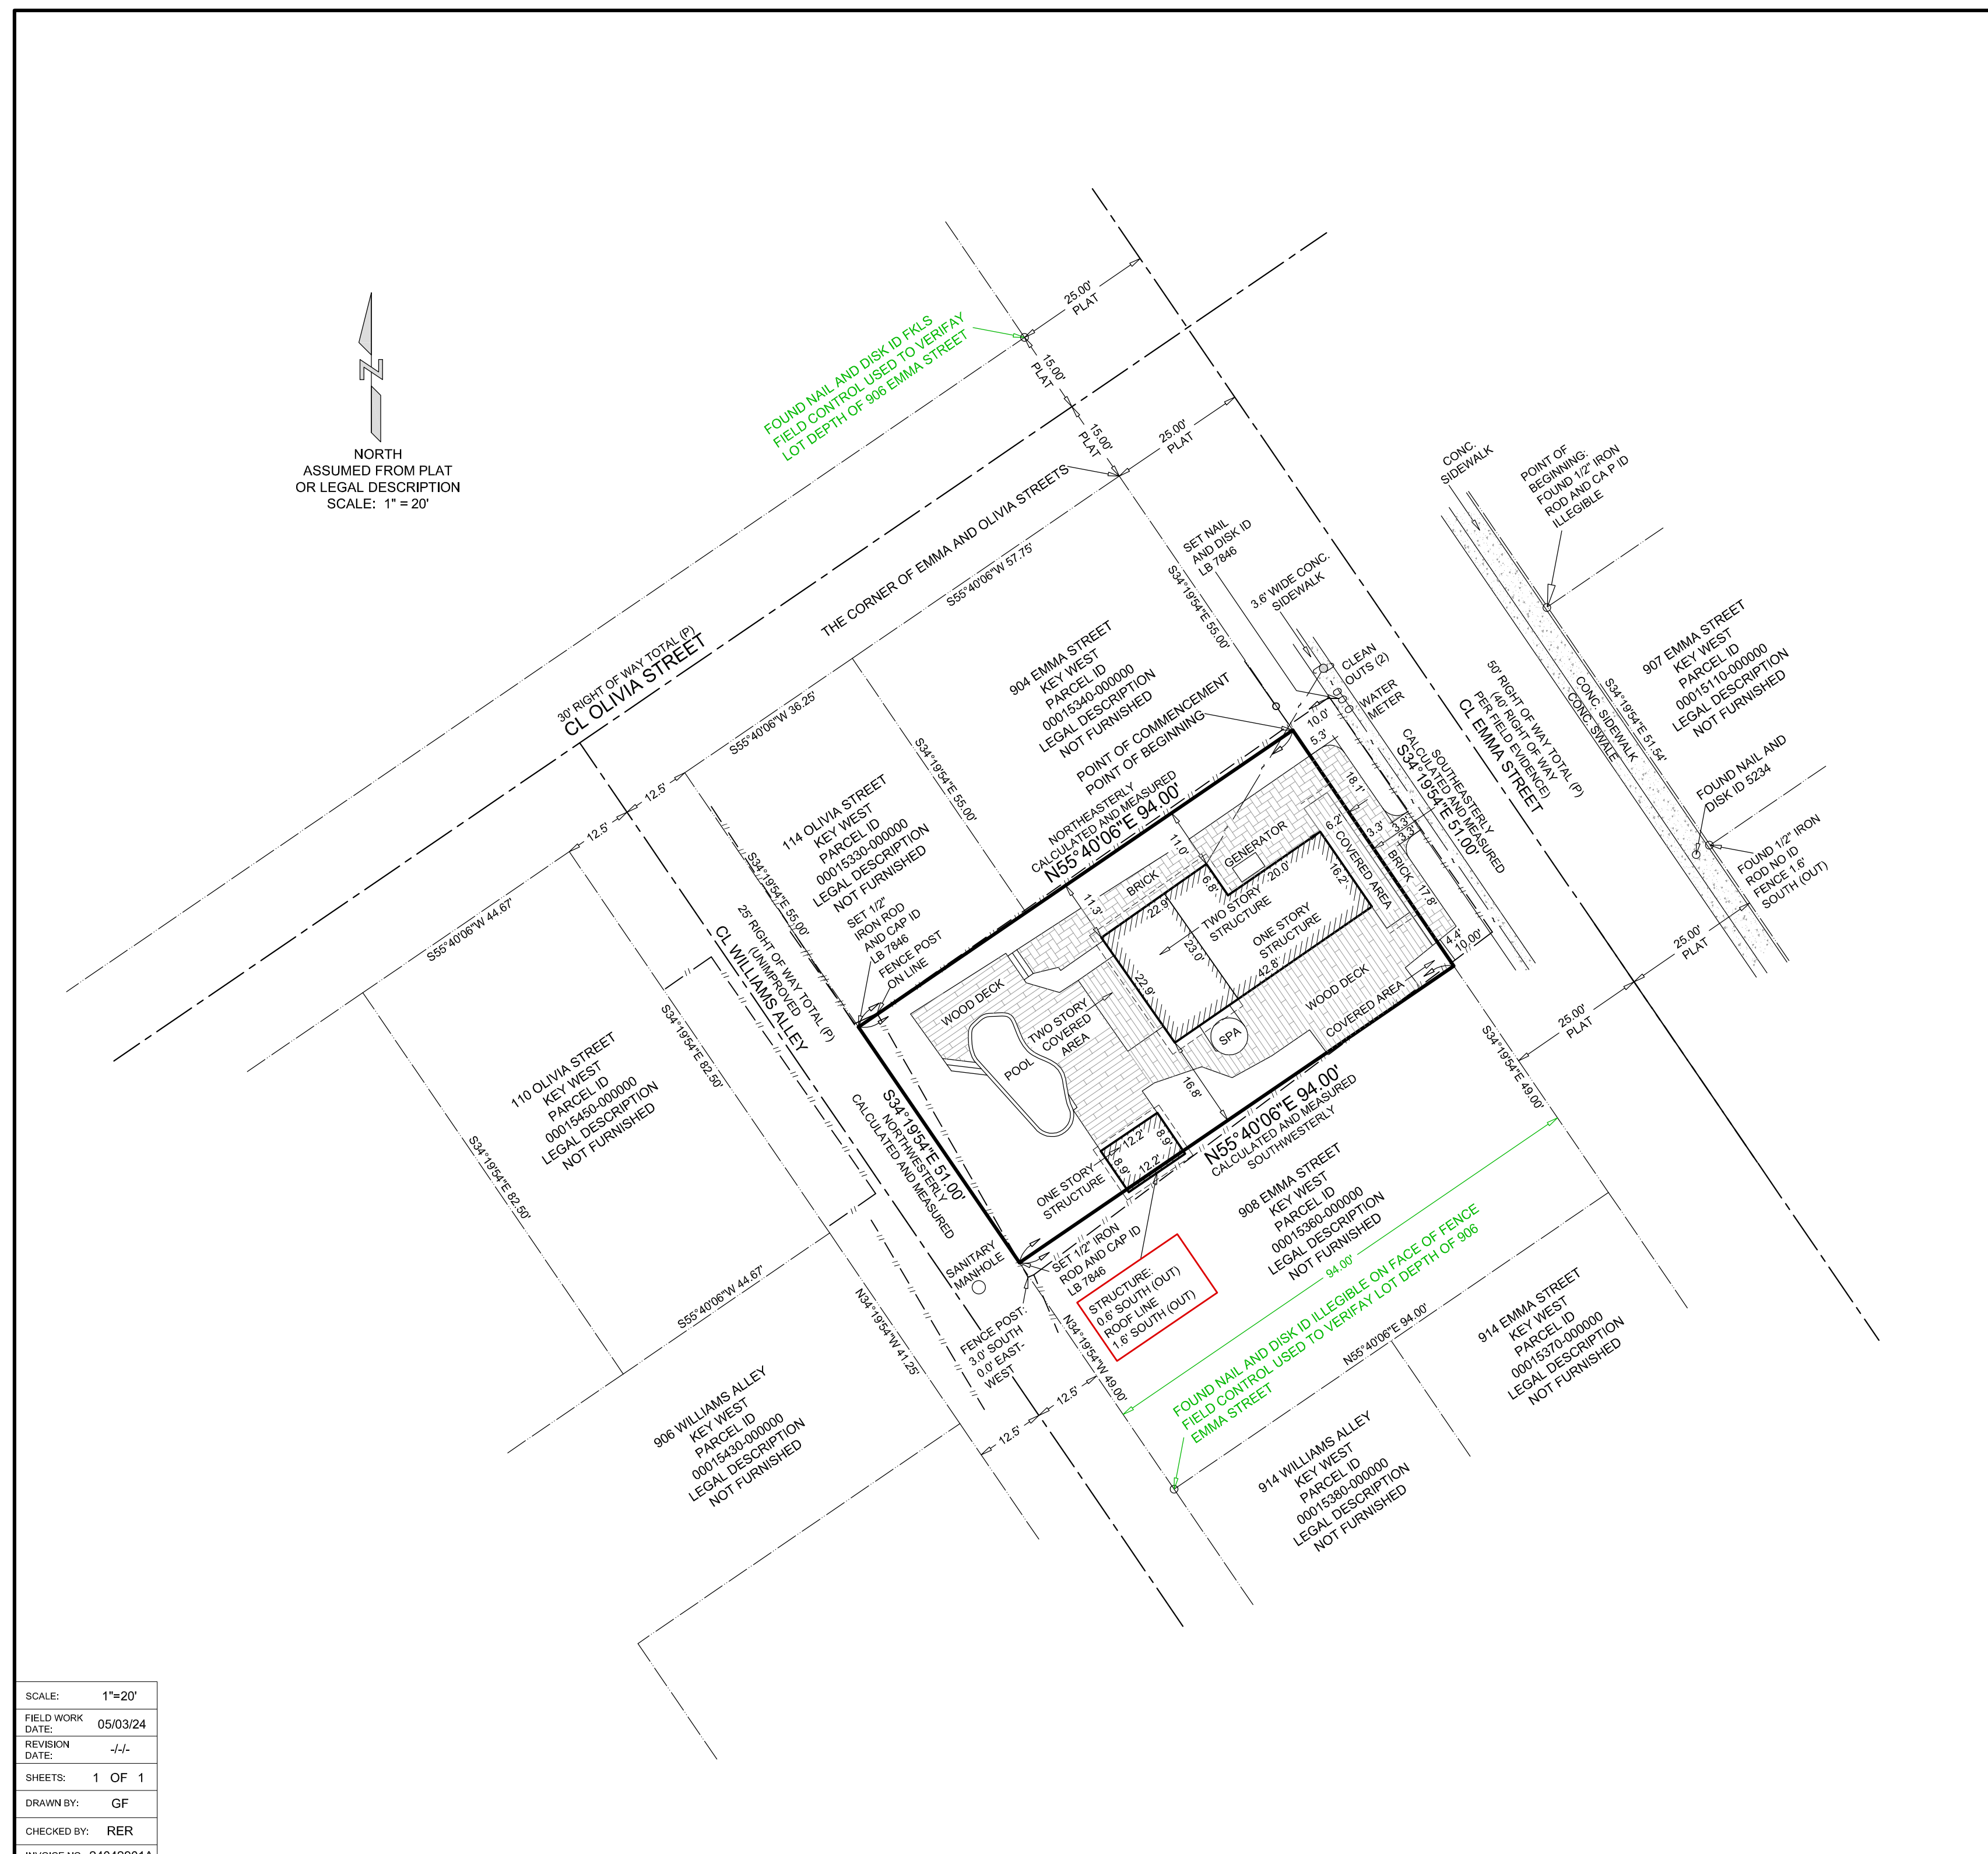 NORTH
ASSUMED FROM PLAT
OR LEGAL DESCRIPTION
SCALE: 1" = 20'
FOUND NAIL AND DISK ID FKLS
FIELD CONTROL USED TO VERIFAY
LOT DEPTH OF 906 EMMA STREET
25.00'
PLAT
15.00'
PLAT
15.00'
PLAT
25.00'
PLAT
THE CORNER OF EMMA AND OLIVIA STREETS
30' RIGHT OF WAY TOTAL (P)
CL OLIVIA STREET
S55°40'06"W 57.75'
S55°40'06"W 36.25'
12.5'
12.5'
S55°40'06"W 44.67'
S34°19'54"E 55.00'
904 EMMA STREET
KEY WEST
PARCEL ID
00015340-000000
LEGAL DESCRIPTION
NOT FURNISHED
POINT OF COMMENCEMENT
POINT OF BEGINNING
SET NAIL
AND DISK ID
LB 7846
3.6' WIDE CONC.
SIDEWALK
CLEAN
OUTS (2)
WATER
METER
CONC.
SIDEWALK
POINT OF
BEGINNING:
FOUND 1/2" IRON
ROD AND CA P ID
ILLEGIBLE
907 EMMA STREET
KEY WEST
PARCEL ID
00015110-000000
LEGAL DESCRIPTION
NOT FURNISHED
S34°19'54"E 51.54'
CONC. SIDEWALK
CONC. SWALE
50' RIGHT OF WAY TOTAL (P)
(40' RIGHT OF WAY
PER FIELD EVIDENCE)
CL EMMA STREET
SOUTHEASTERLY
CALCULATED AND MEASURED
S34°19'54"E 51.00'
FOUND NAIL AND
DISK ID 5234
FOUND 1/2" IRON
ROD NO ID
FENCE 1.6'
SOUTH (OUT)
25.00'
PLAT
25.00'
PLAT
S34°19'54"E 55.00'
114 OLIVIA STREET
KEY WEST
PARCEL ID
00015330-000000
LEGAL DESCRIPTION
NOT FURNISHED
S34°19'54"E 55.00'
NORTHEASTERLY
CALCULATED AND MEASURED
N55°40'06"E 94.00'
SET 1/2"
IRON ROD
AND CAP ID
LB 7846
FENCE POST
ON LINE
25' RIGHT OF WAY TOTAL (P)
(UNIMPROVED
CL WILLIAMS ALLEY
10.0'
5.3'
18.1'
6.2'
3.3'
3.3'
3.3'
COVERED AREA
BRICK
17.8'
4.4'
10.00'
11.0'
GENERATOR
BRICK
6.8'
20.0'
16.2'
11.3'
22.9'
TWO STORY
STRUCTURE
ONE STORY
STRUCTURE
23.0'
42.8'
22.9'
WOOD DECK
COVERED AREA
WOOD DECK
TWO STORY
COVERED
AREA
POOL
SPA
16.8'
12.2'
8.9'
8.9'
12.2'
ONE STORY
STRUCTURE
N55°40'06"E 94.00'
CALCULATED AND MEASURED
SOUTHWESTERLY
S34°19'54"E 51.00'
NORTHWESTERLY
CALCULATED AND MEASURED
110 OLIVIA STREET
KEY WEST
PARCEL ID
00015450-000000
LEGAL DESCRIPTION
NOT FURNISHED
S34°19'54"E 82.50'
S34°19'54"E 82.50'
S55°40'06"W 44.67'
SANITARY
MANHOLE
SET 1/2" IRON
ROD AND CAP ID
LB 7846
STRUCTURE:
0.6' SOUTH (OUT)
ROOF LINE
1.6' SOUTH (OUT)
FENCE POST:
3.0' SOUTH
0.0' EAST-
WEST
908 EMMA STREET
KEY WEST
PARCEL ID
00015360-000000
LEGAL DESCRIPTION
NOT FURNISHED
S34°19'54"E 49.00'
94.00'
FOUND NAIL AND DISK ID ILLEGIBLE ON FACE OF FENCE
FIELD CONTROL USED TO VERIFAY LOT DEPTH OF 906
EMMA STREET
N34°19'54"W 49.00'
N34°19'54"W 41.25'
12.5'
12.5'
N55°40'06"E 94.00'
914 EMMA STREET
KEY WEST
PARCEL ID
00015370-000000
LEGAL DESCRIPTION
NOT FURNISHED
906 WILLIAMS ALLEY
KEY WEST
PARCEL ID
00015430-000000
LEGAL DESCRIPTION
NOT FURNISHED
914 WILLIAMS ALLEY
KEY WEST
PARCEL ID
00015380-000000
LEGAL DESCRIPTION
NOT FURNISHED
SCALE: 1"=20'
FIELD WORK
DATE: 05/03/24
REVISION
DATE: -/-/-
SHEETS: 1 OF 1
DRAWN BY: GF
CHECKED BY: RER